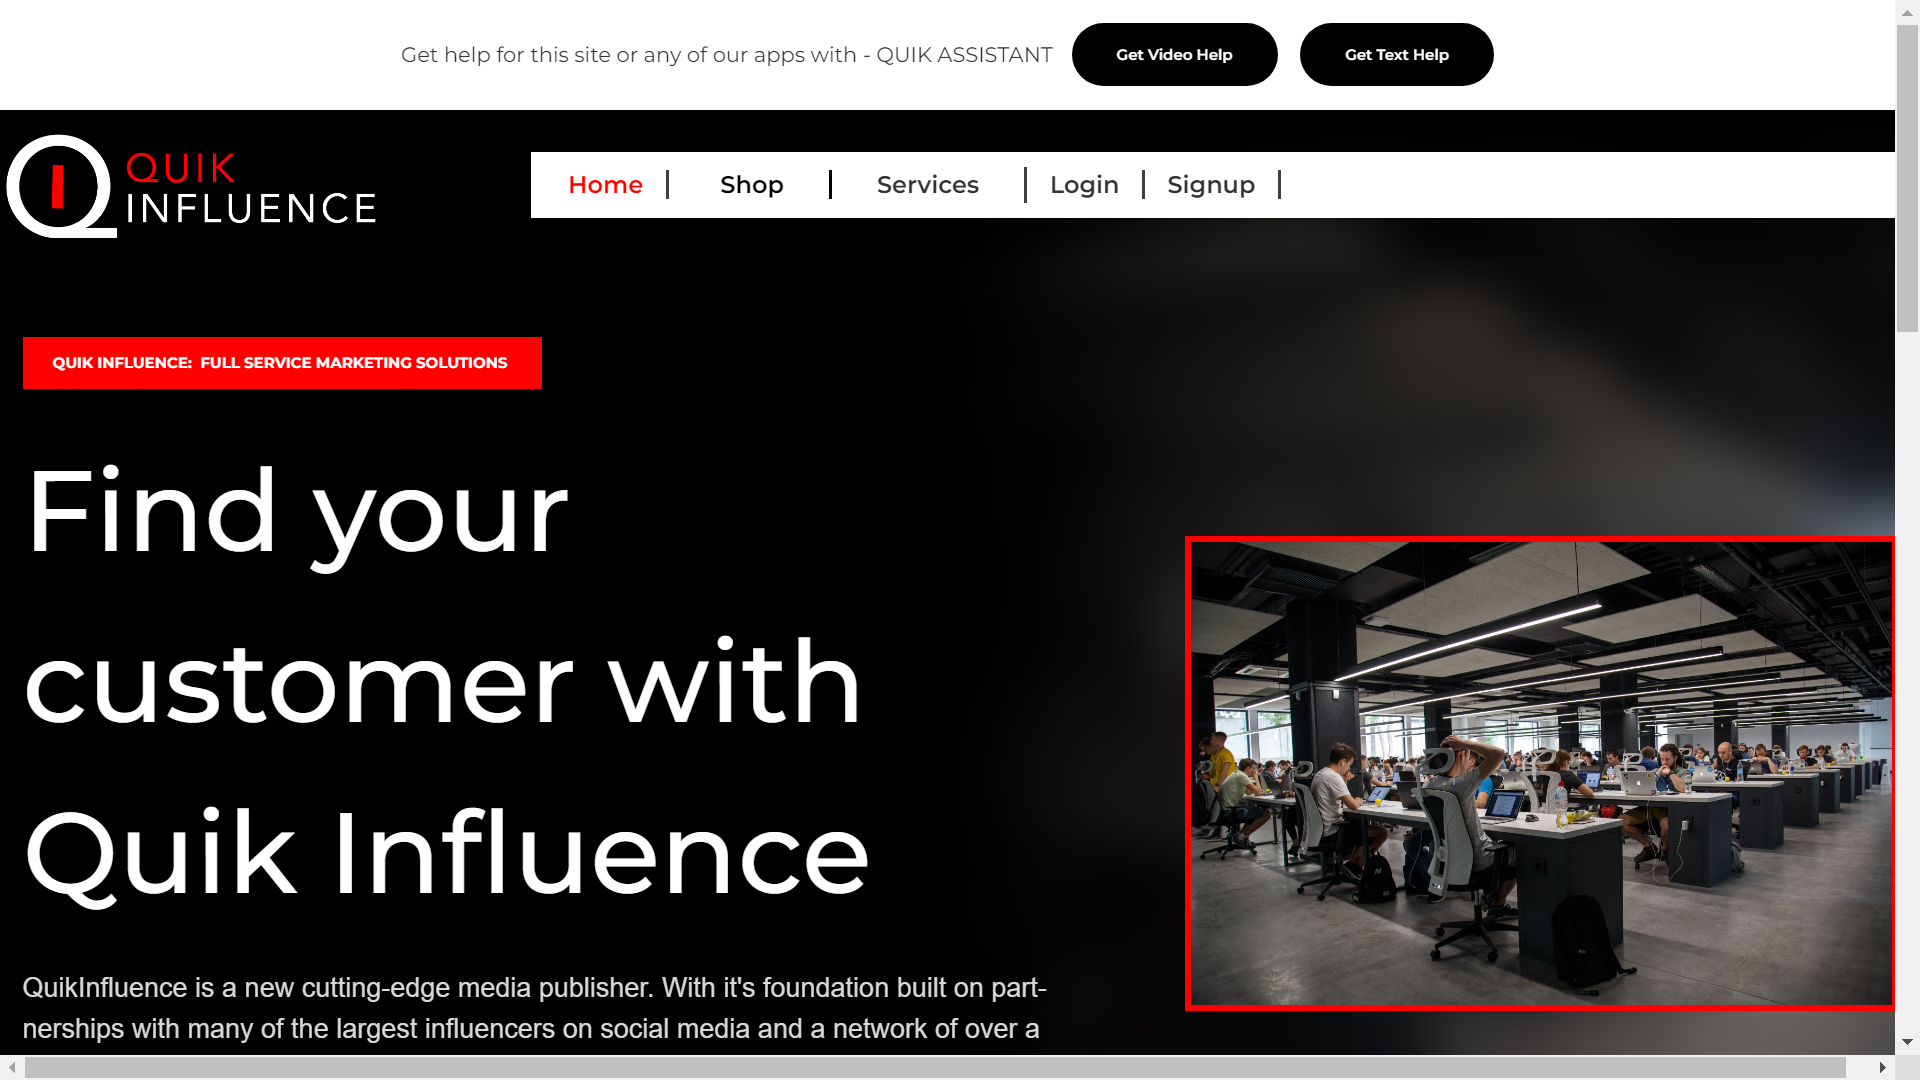 Get help for this site or any of our apps with - QUIK ASSISTANT
Get Video Help
Get Text Help
QUIK
INFLUENCE
Home
Shop
Services
Login
Signup
QUIK INFLUENCE: FULL SERVICE MARKETING SOLUTIONS
Find your
customer with
Quik Influence
QuikInfluence is a new cutting-edge media publisher. With it's foundation built on part-
nerships with many of the largest influencers on social media and a network of over a